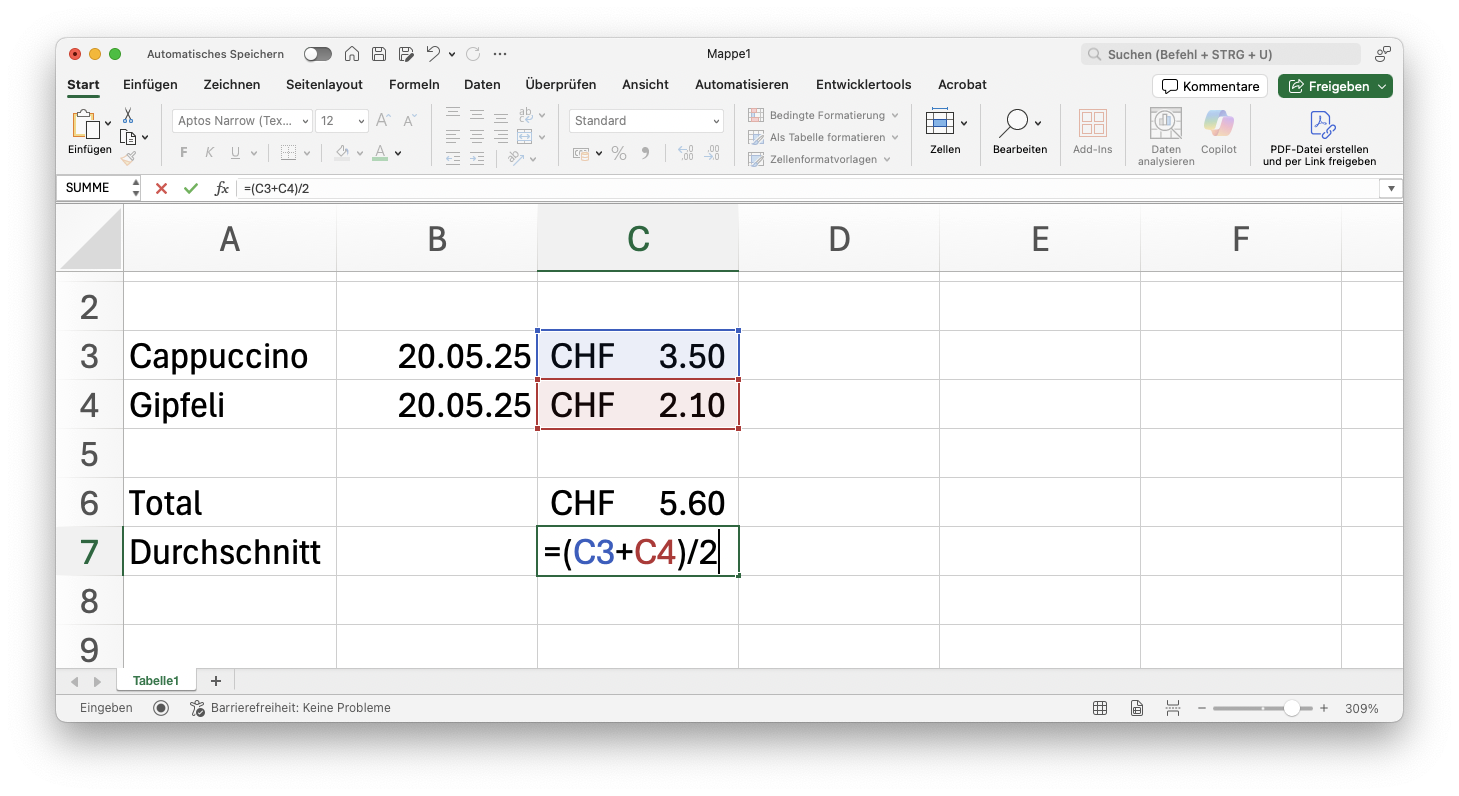 Automatisches Speichern
Mappe1
Suchen (Befehl + STRG + U)
Start Einfügen Zeichnen Seitenlayout Formeln Daten Überprüfen Ansicht Automatisieren Entwicklertools Acrobat
Kommentare
Freigeben
Einfügen
Aptos Narrow (Tex... 12
F K U
Standard
Bedingte Formatierung
Als Tabelle formatieren
Zellenformatvorlagen
Zellen
Bearbeiten
Add-Ins
Daten
analysieren
Copilot
PDF-Datei erstellen
und per Link freigeben
SUMME
fx
=(C3+C4)/2
A B C D E F
2
3 Cappuccino 20.05.25 CHF 3.50
4 Gipfeli 20.05.25 CHF 2.10
5
6 Total CHF 5.60
7 Durchschnitt =(C3+C4)/2
8
9
Tabelle1
Eingeben
Barrierefreiheit: Keine Probleme
309%